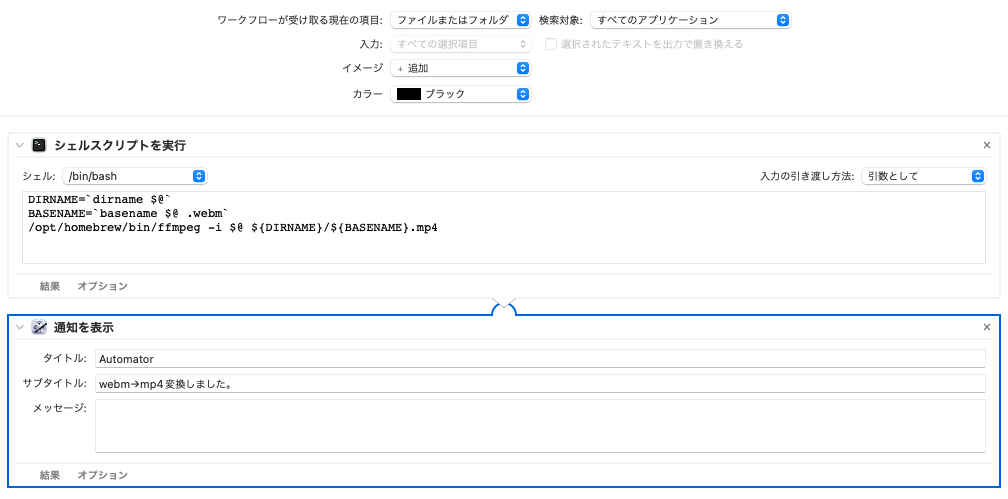 ワークフローが受け取る現在の項目: ファイルまたはフォルダ 検索対象: すべてのアプリケーション
入力: すべての選択項目 選択されたテキストを出力で置き換える
イメージ + 追加
カラー ブラック
シェルスクリプトを実行
シェル: /bin/bash 入力の引き渡し方法: 引数として
DIRNAME=`dirname $@`
BASENAME=`basename $@ .webm`
/opt/homebrew/bin/ffmpeg -i $@ ${DIRNAME}/${BASENAME}.mp4
結果 オプション
通知を表示
タイトル: Automator
サブタイトル: webm→mp4変換しました。
メッセージ:
結果 オプション